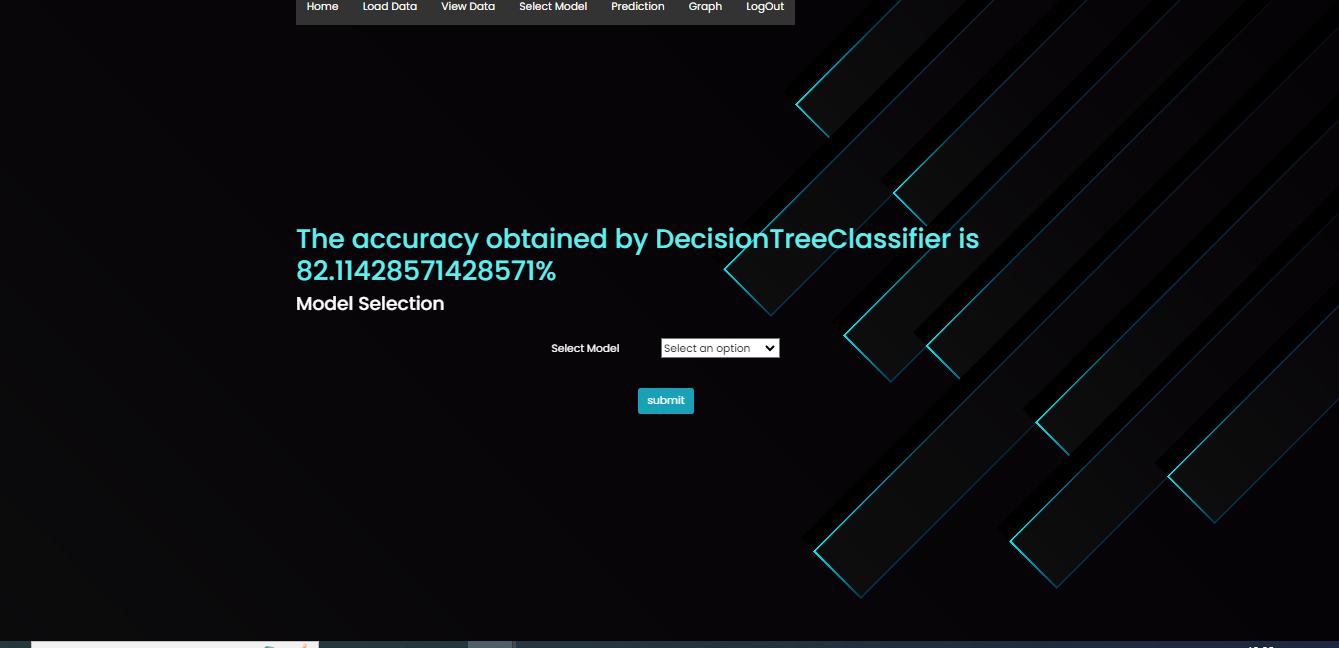 Home Load Data View Data Select Model Prediction Graph LogOut
The accuracy obtained by DecisionTreeClassifier is
82.11428571428571%
Model Selection
Select Model Select an option
submit